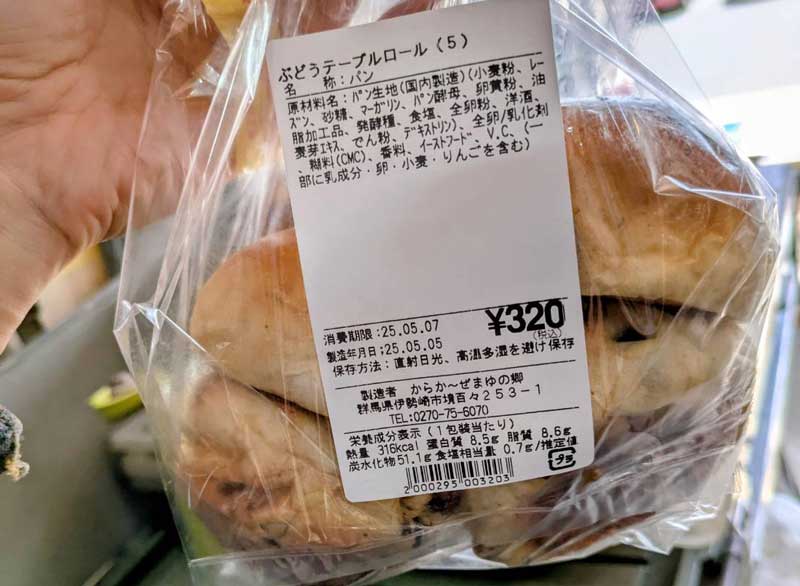 ぶどうテーブルロール(5)
名　称:パン
原材料名:パン生地(国内製造)(小麦粉、レー
ズン、砂糖、マーガリン、パン酵母、卵黄粉、油
脂加工品、発酵種、食塩、全卵粉、洋酒、
麦芽エキス、でん粉、デキストリン)、全卵/乳化剤
、糊料(CMC)、香料、イーストフード、V.C、(一
部に乳成分・卵・小麦・りんごを含む)
消費期限:25.05.07
¥320
(税込)
製造年月日:25.05.05
保存方法:直射日光、高温多湿を避け保存
製造者　からか〜ぜまゆの郷
群馬県伊勢崎市境百々253-1
TEL:0270-75-6070
栄養成分表示(1包装当たり)
熱量 316kcal 蛋白質 8.5g 脂質 8.6g
炭水化物51.1g食塩相当量 0.7g/推定値
プラ
2000295003203